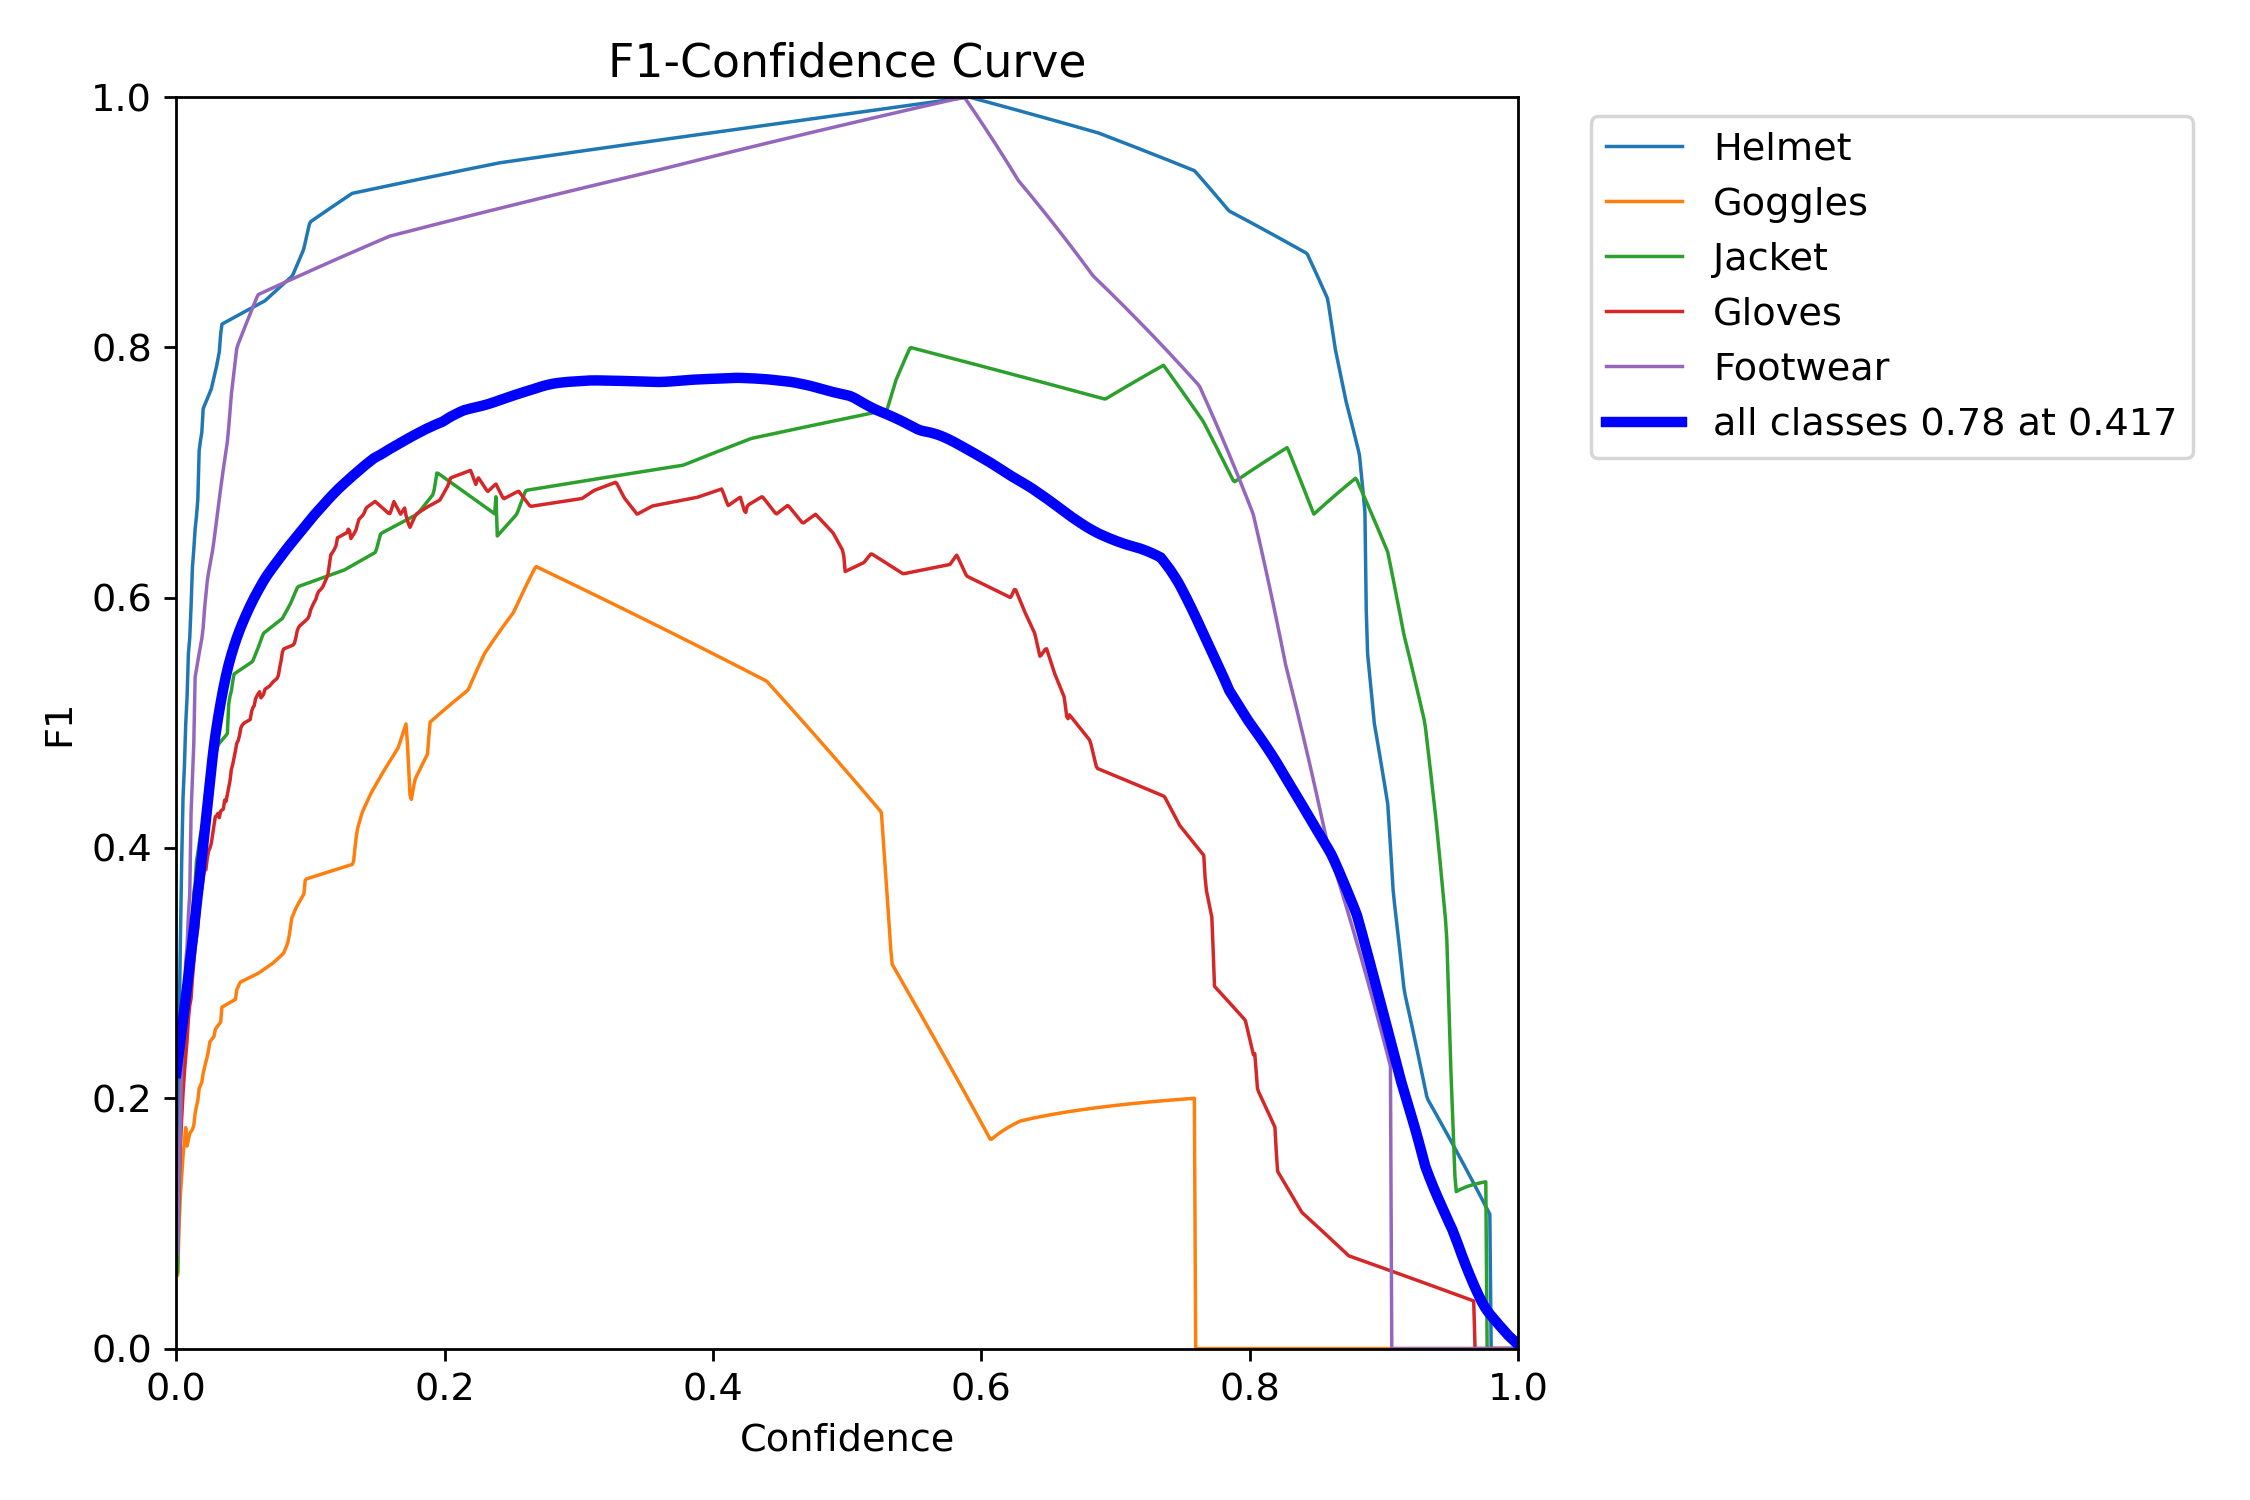 F1-Confidence Curve
1.0
0.8
0.6
0.4
0.2
0.0
F1
0.0 0.2 0.4 0.6 0.8 1.0
Confidence
Helmet
Goggles
Jacket
Gloves
Footwear
all classes 0.78 at 0.417